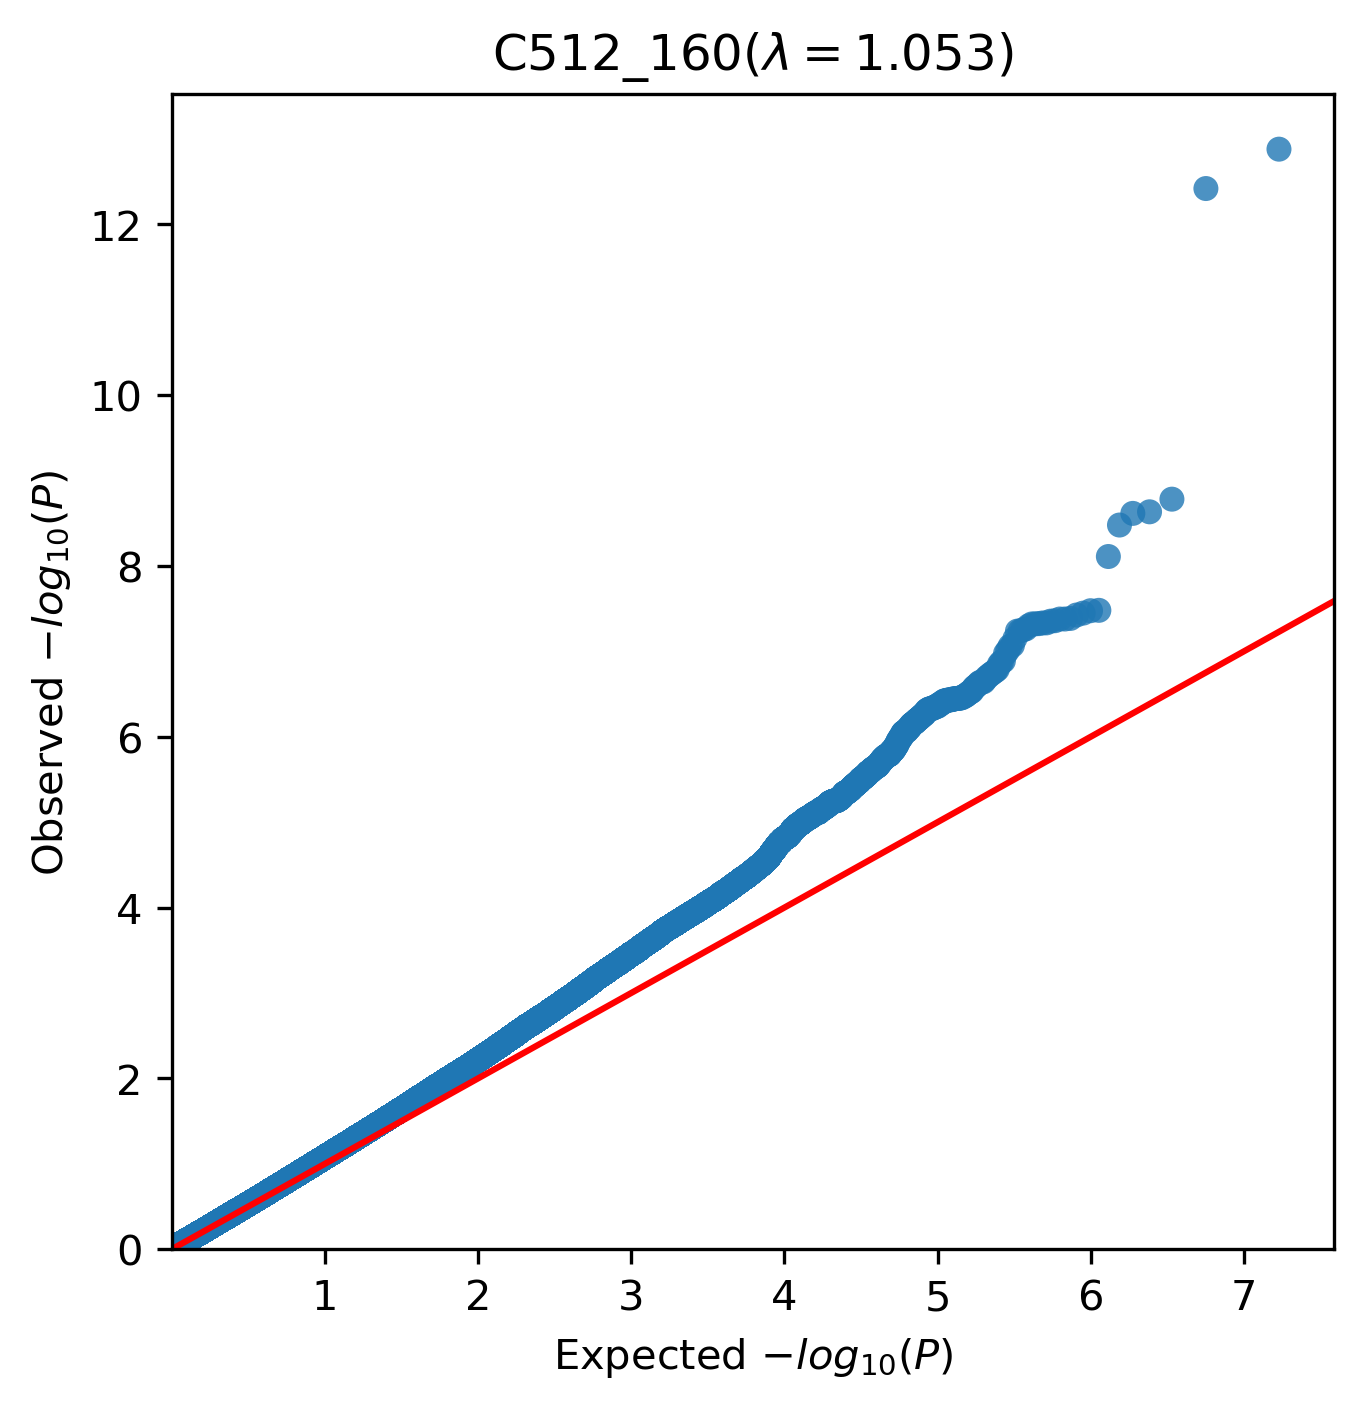 C512_160(λ = 1.053)
12
10
8
6
4
2
0
Observed −log₁₀(P)
1 2 3 4 5 6 7
Expected −log₁₀(P)